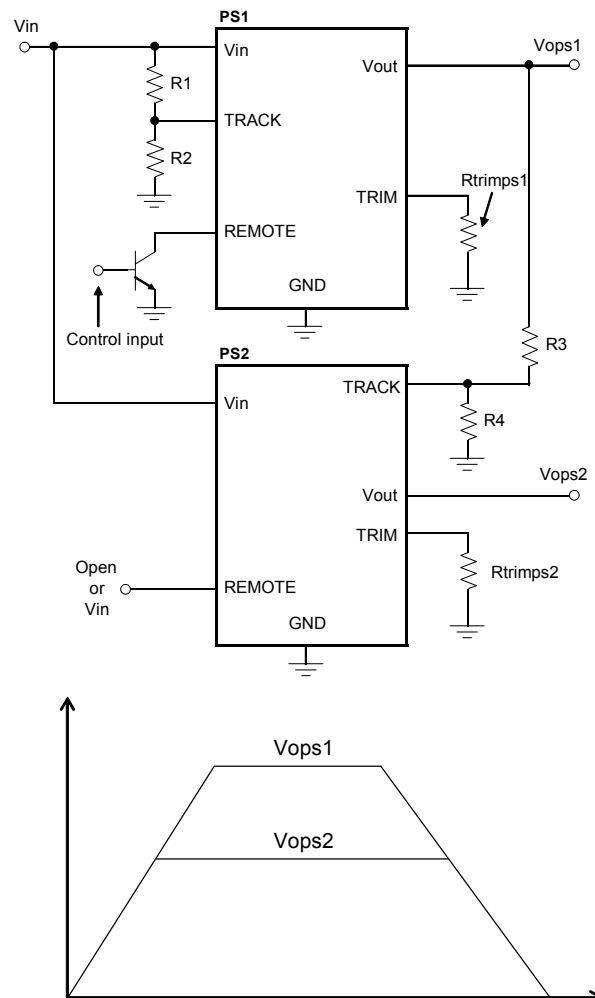 PS1
Vin
Vin
Vout
Vops1
R1
TRACK
R2
TRIM
Rtrimps1
REMOTE
GND
Control input
PS2
R3
TRACK
Vin
R4
Vout
Vops2
TRIM
Open
or
Vin
REMOTE
Rtrimps2
GND
Vops1
Vops2